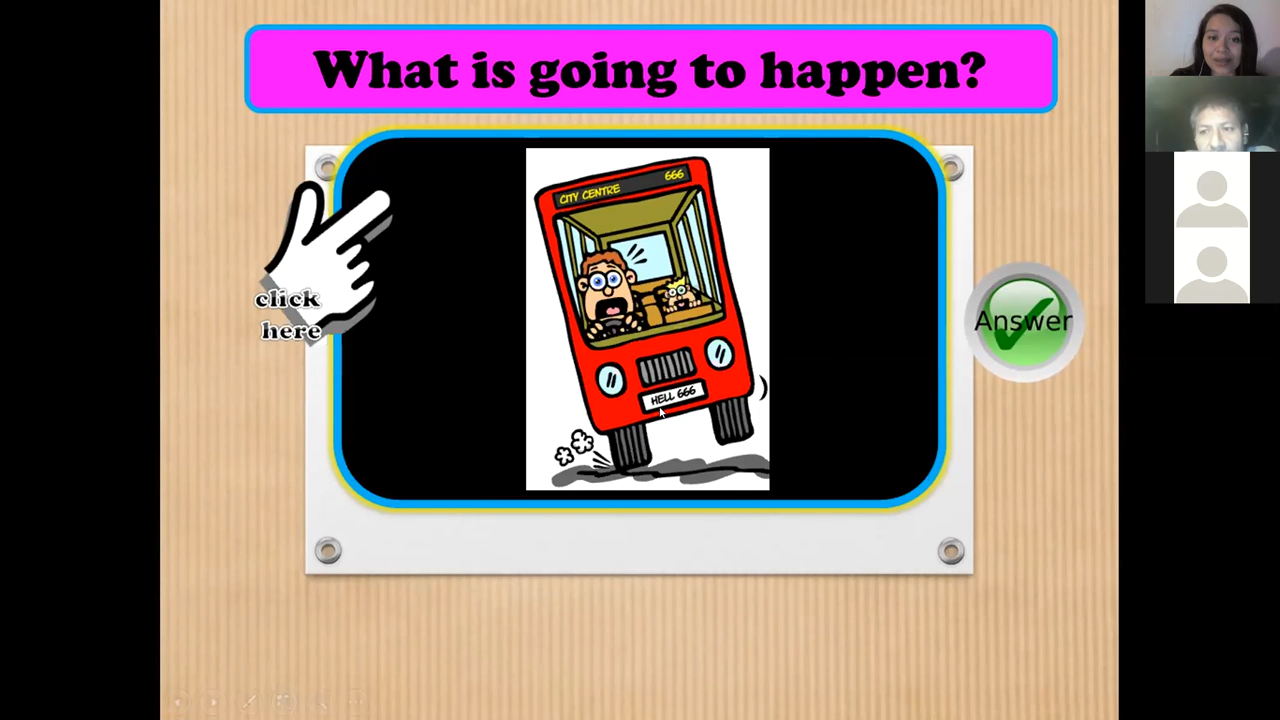 What is going to happen?
CITY CENTRE 666
click
here
Answer
HELL 666